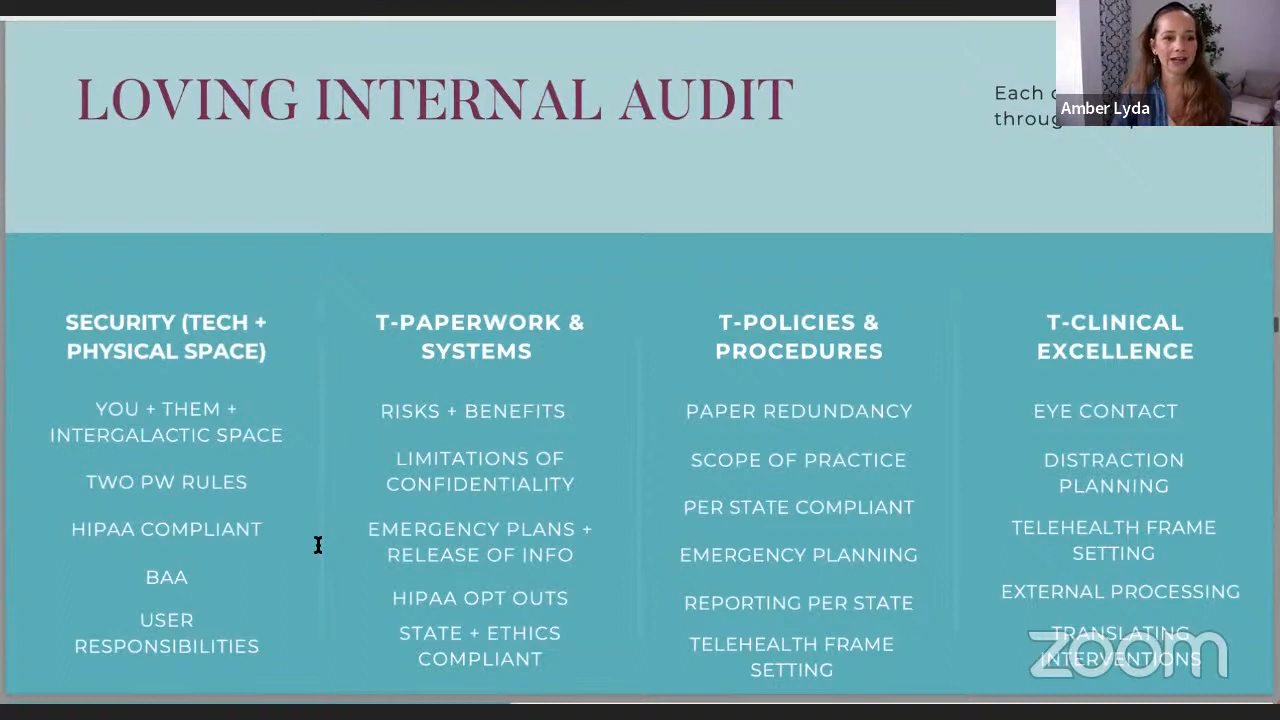 LOVING INTERNAL AUDIT
Each
throug
Amber Lyda
SECURITY (TECH +
PHYSICAL SPACE)
YOU + THEM +
INTERGALACTIC SPACE
TWO PW RULES
HIPAA COMPLIANT
BAA
USER
RESPONSIBILITIES
T-PAPERWORK &
SYSTEMS
RISKS + BENEFITS
LIMITATIONS OF
CONFIDENTIALITY
EMERGENCY PLANS +
RELEASE OF INFO
HIPAA OPT OUTS
STATE + ETHICS
COMPLIANT
T-POLICIES &
PROCEDURES
PAPER REDUNDANCY
SCOPE OF PRACTICE
PER STATE COMPLIANT
EMERGENCY PLANNING
REPORTING PER STATE
TELEHEALTH FRAME
SETTING
T-CLINICAL
EXCELLENCE
EYE CONTACT
DISTRACTION
PLANNING
TELEHEALTH FRAME
SETTING
EXTERNAL PROCESSING
TRANSLATING
INTERVENTIONS
zoom